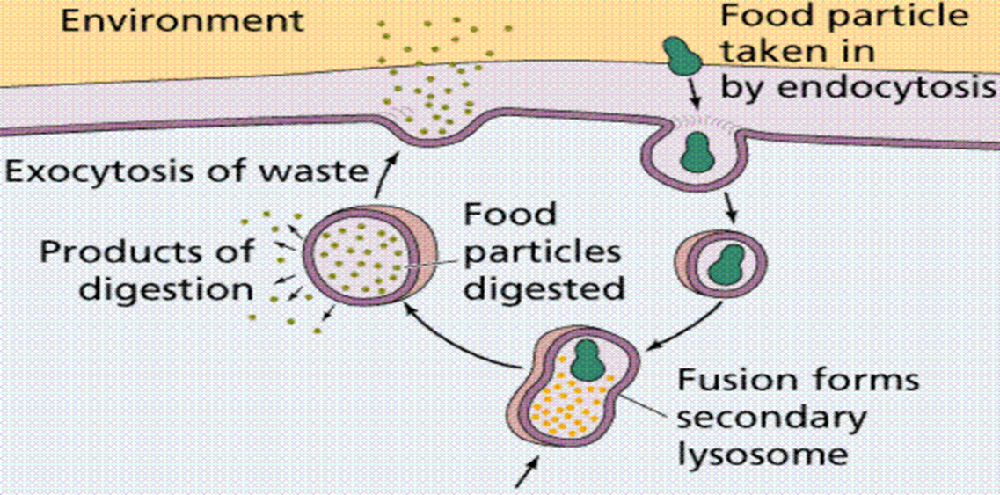 Environment
Food particle
taken in
by endocytosis
Exocytosis of waste
Food
particles
digested
Products of
digestion
Fusion forms
secondary
lysosome